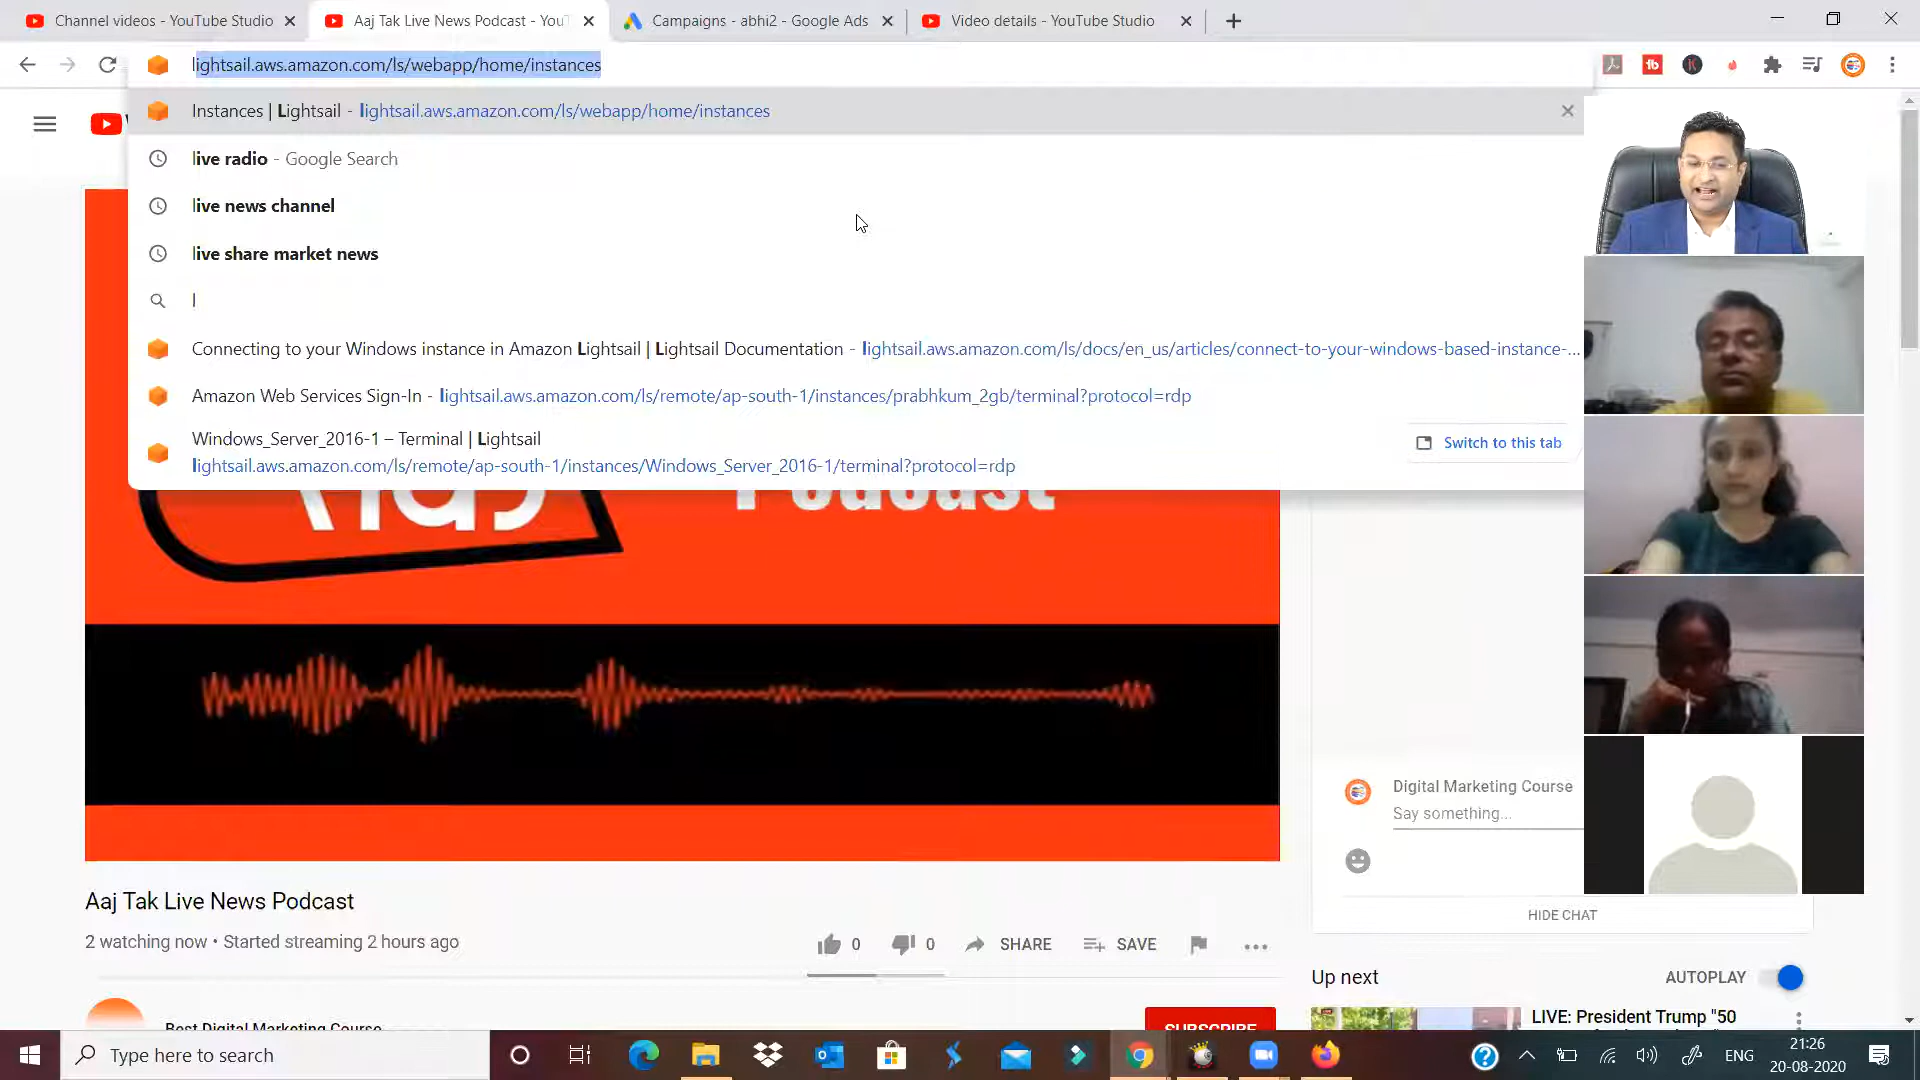 Channel videos - YouTube Studio
Aaj Tak Live News Podcast - You
Campaigns - abhi2 - Google Ads
Video details - YouTube Studio
lightsail.aws.amazon.com/ls/webapp/home/instances
Instances | Lightsail - lightsail.aws.amazon.com/ls/webapp/home/instances
live radio - Google Search
live news channel
live share market news
l
Connecting to your Windows instance in Amazon Lightsail | Lightsail Documentation - lightsail.aws.amazon.com/ls/docs/en_us/articles/connect-to-your-windows-based-instance-...
Amazon Web Services Sign-In - lightsail.aws.amazon.com/ls/remote/ap-south-1/instances/prabhkum_2gb/terminal?protocol=rdp
Windows_Server_2016-1 – Terminal | Lightsail
lightsail.aws.amazon.com/ls/remote/ap-south-1/instances/Windows_Server_2016-1/terminal?protocol=rdp
Switch to this tab
Podcast
Digital Marketing Course
Say something...
HIDE CHAT
Aaj Tak Live News Podcast
2 watching now • Started streaming 2 hours ago
0 0 SHARE SAVE
Up next AUTOPLAY
Best Digital Marketing Course
SUBSCRIBE
LIVE: President Trump "50
Type here to search
ENG
21:26
20-08-2020